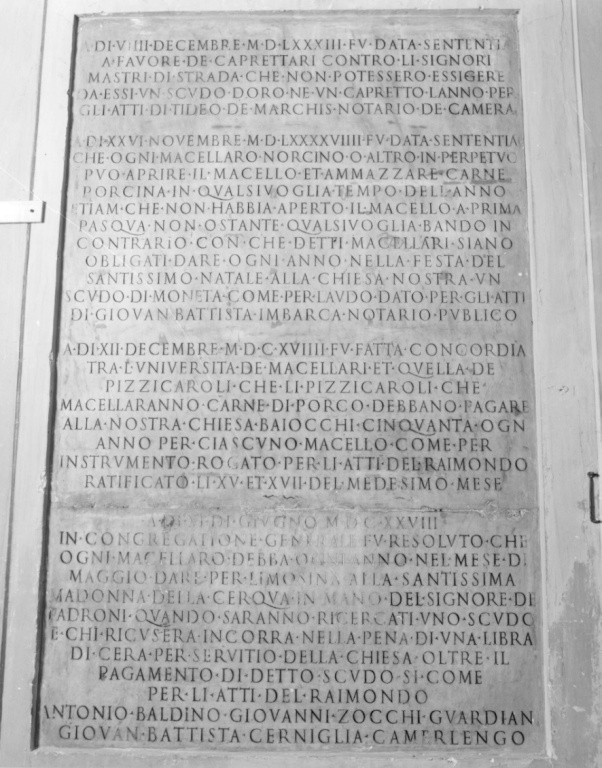 A·DI·VIIII·DECEMBRE·M·D·LXXXIII·FV·DATA·SENTENTI
A·FAVORE·DE·CAPRETTARI·CONTRO·LI·SIGNORI
MASTRI·DI·STRADA·CHE·NON·POTESSERO·ESSIGERE
DA·ESSI·VN·SCVDO·DORO·NE·VN·CAPRETTO·LANNO·PER
GLI·ATTI·DI·TIDEO·DE·MARCHIS·NOTARIO·DE·CAMERA
A·DI·XXVI·NOVEMBRE·M·D·LXXXXVIIII·FV·DATA·SENTENTIA
CHE·OGNI·MACELLARO·NORCINO·O·ALTRO·IN·PERPETVO
PVO·APRIRE·IL·MACELLO·ET·AMMAZZARE·CARNE
PORCINA·IN·QVALSIVOGLIA·TEMPO·DELL·ANNO
ETIAM·CHE·NON·HABBIA·APERTO·IL·MACELLO·A·PRIMA
PASQVA·NON·OSTANTE·QVALSIVOGLIA·BANDO·IN
CONTRARIO·CON·CHE·DETTI·MACELLARI·SIANO
OBLIGATI·DARE·OGNI·ANNO·NELLA·FESTA·DEL
SANTISSIMO·NATALE·ALLA·CHIESA·NOSTRA·VN
SCVDO·DI·MONETA·COME·PER·LAVDO·DATO·PER·GLI·ATTI
DI·GIOVAN·BATTISTA·IMBARCA·NOTARIO·PVBLICO
A·DI·XII·DECEMBRE·M·D·C·XVIIII·FV·FATTA·CONCORDIA
TRA·LVNIVERSITA·DE·MACELLARI·ET·QVELLA·DE
PIZZICAROLI·CHE·LI·PIZZICAROLI·CHE
MACELLARANNO·CARNE·DI·PORCO·DEBBANO·PAGARE
ALLA·NOSTRA·CHIESA·BAIOCCHI·CINQVANTA·OGN
ANNO·PER·CIASCVNO·MACELLO·COME·PER
INSTRVMENTO·ROGATO·PER·LI·ATTI·DEL·RAIMONDO
RATIFICATO·LI·XV·ET·XVII·DEL·MEDESIMO·MESE
DI·GIVGNO·M·D·C·XXVIII
IN·CONGREGATIONE·GENERALE·FV·RESOLVTO·CHE
OGNI·MACELLARO·DEBBA·OGNI·ANNO·NEL·MESE·DI
MAGGIO·DARE·PER·LIMOSINA·ALLA·SANTISSIMA
MADONNA·DELLA·CERQVA·IN·MANO·DEL·SIGNORE·DE
PADRONI·QVANDO·SARANNO·RICERCATI·VNO·SCVDO
E·CHI·RICVSERA·INCORRA·NELLA·PENA·DI·VNA·LIBRA
DI·CERA·PER·SERVITIO·DELLA·CHIESA·OLTRE·IL
PAGAMENTO·DI·DETTO·SCVDO·SI·COME
PER·LI·ATTI·DEL·RAIMONDO
ANTONIO·BALDINO·GIOVANNI·ZOCCHI·GVARDIAN
GIOVAN·BATTISTA·CERNIGLIA·CAMERLENGO